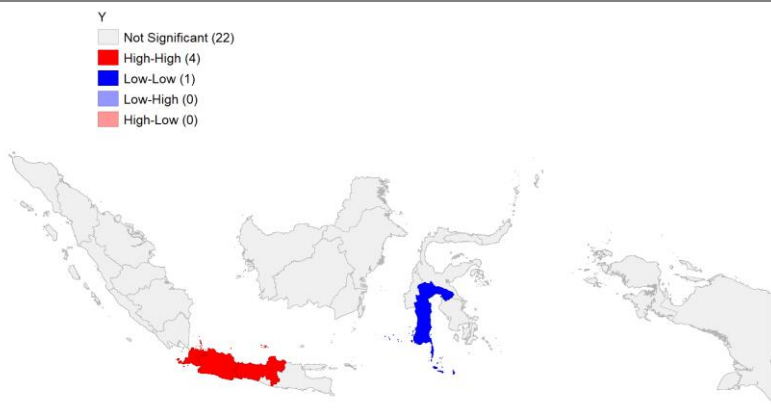 Y
Not Significant (22)
High-High (4)
Low-Low (1)
Low-High (0)
High-Low (0)